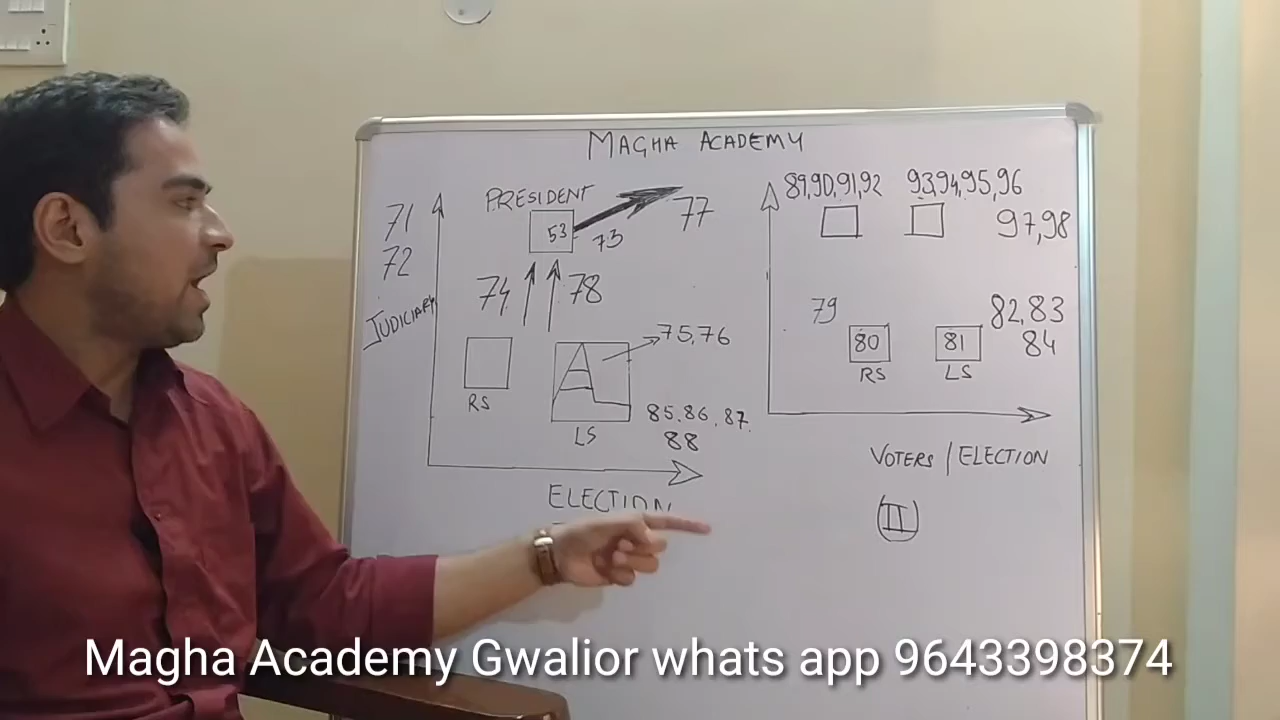 MAGHA ACADEMY
71
72
JUDICIARY
PRESIDENT
53
73
77
74
78
RS
LS
75,76
85,86,87,
88
ELECTION
89,90,91,92
93,94,95,96
97,98
79
80
RS
81
LS
82,83
84
VOTERS / ELECTION
II
Magha Academy Gwalior whats app 9643398374